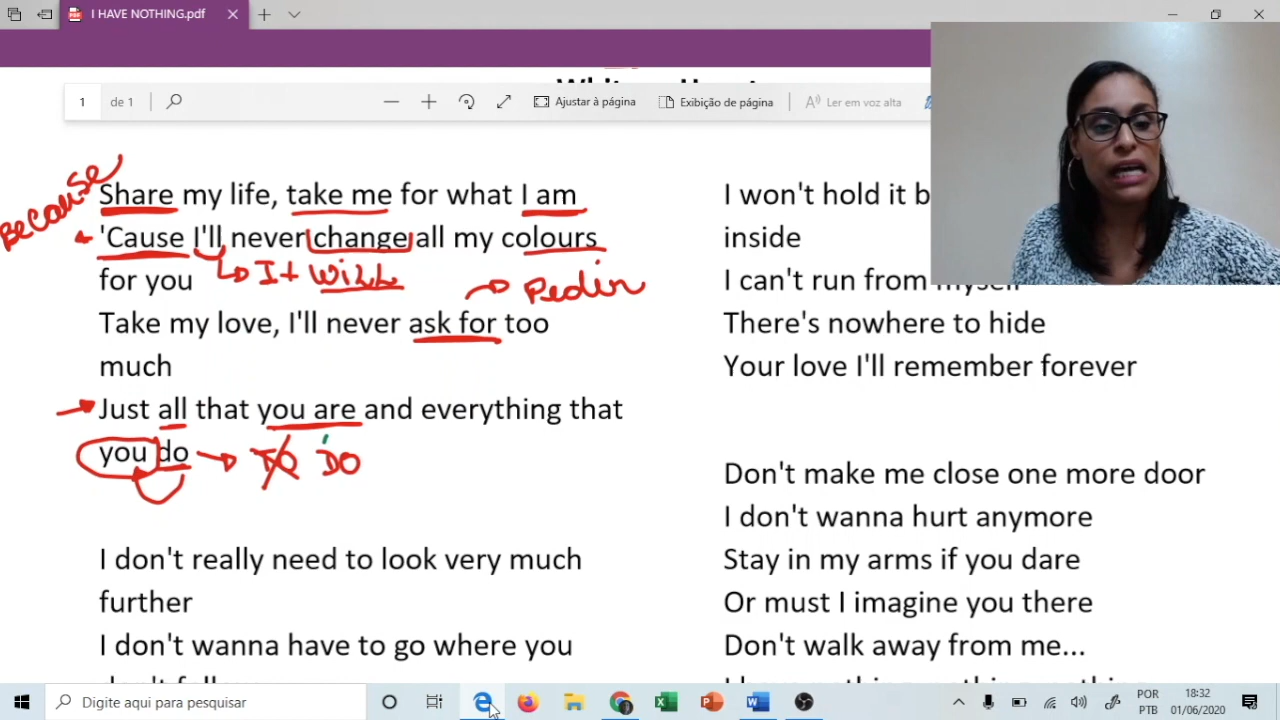 I HAVE NOTHING.pdf
1 de 1
Ajustar à página
Exibição de página
Ler em voz alta
Because
Share my life, take me for what I am
'Cause I'll never change all my colours
for you
I + Will
Pedir
Take my love, I'll never ask for too
much
Just all that you are and everything that
you do
TO DO
I don't really need to look very much
further
I don't wanna have to go where you
I won't hold it
inside
I can't run from myself
There's nowhere to hide
Your love I'll remember forever
Don't make me close one more door
I don't wanna hurt anymore
Stay in my arms if you dare
Or must I imagine you there
Don't walk away from me...
Digite aqui para pesquisar
POR
PTB
18:32
01/06/2020